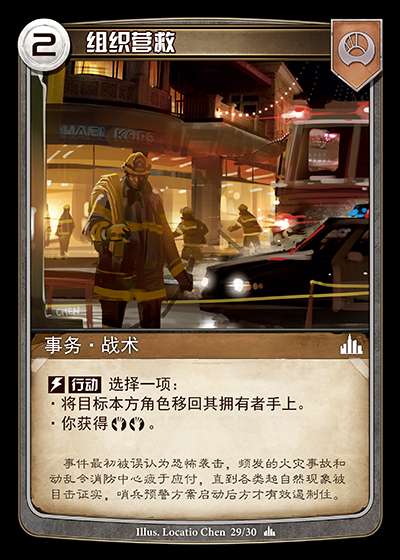 2 组织营救
CHEN
事务·战术
行动 选择一项：
·将目标本方角色移回其拥有者手上。
·你获得 。
事件最初被误认为恐怖袭击，频发的火灾事故和
动乱令消防中心疲于应付，直到各类超自然现象被
目击证实，哨兵预警方案启动后方才有效遏制住。
Illus. Locatio Chen 29/30